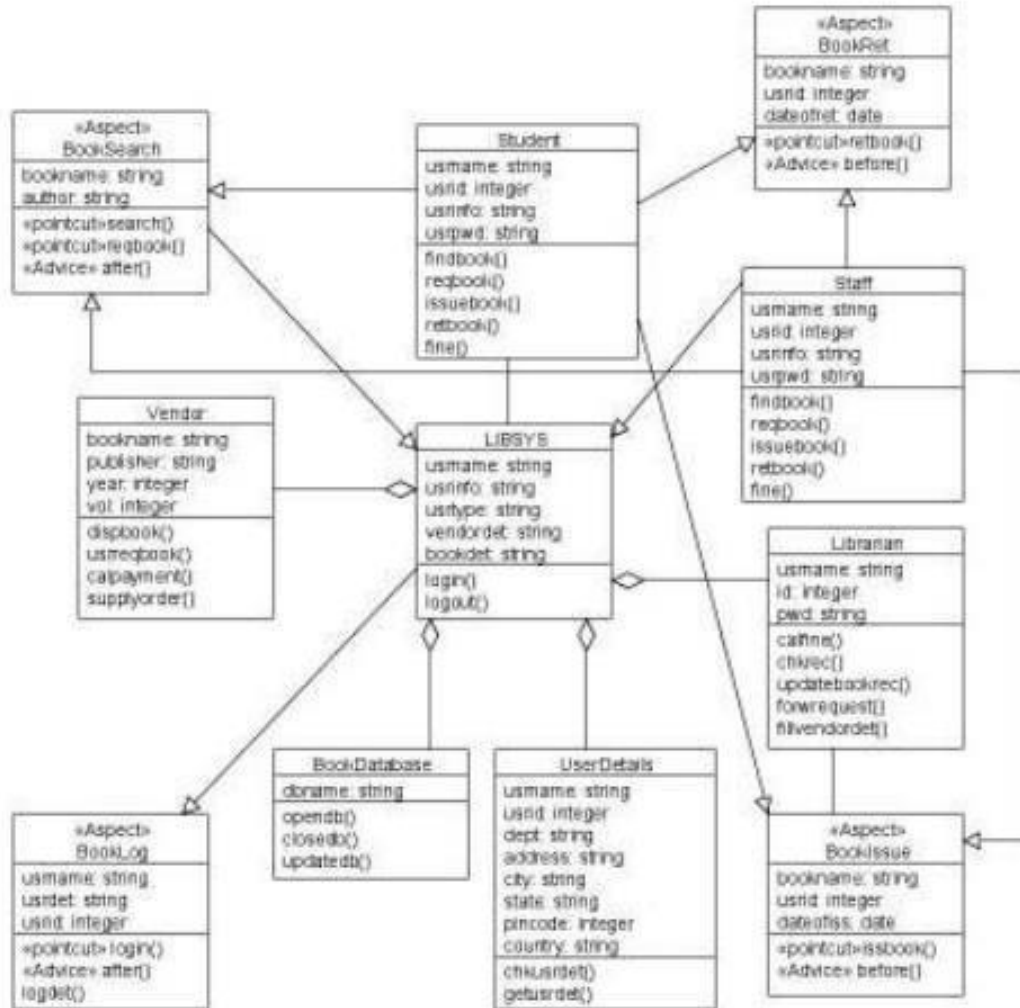 «Aspect»
BookRet
bookname: string
usrid: integer
dateofret: date
«pointcut»retbook()
«Advice» before()
«Aspect»
BookSearch
bookname: string
author: string
«pointcut»search()
«pointcut»reqbook()
«Advice» after()
Student
usrname: string
usrid: integer
usrinfo: string
usrpwd: string
findbook()
reqbook()
issuebook()
retbook()
fine()
Staff
usrname: string
usrid: integer
usrinfo: string
usrpwd: string
findbook()
reqbook()
issuebook()
retbook()
fine()
Vendor
bookname: string
publisher: string
year: integer
vol: integer
dispbook()
usrreqbook()
calpayment()
supplyorder()
LIBSYS
usrname: string
usrinfo: string
usrtype: string
vendordet: string
bookdet: string
login()
logout()
Librarian
usrname: string
id: integer
pwd: string
calfine()
chkrec()
updatebookrec()
forwrequest()
fillvendordet()
BookDatabase
dbname: string
opendb()
closedb()
updatedb()
UserDetails
usrname: string
usrid: integer
dept: string
address: string
city: string
state: string
pincode: integer
country: string
chkusrdet()
getusrdet()
«Aspect»
BookLog
usrname: string
usrdet: string
usrid: integer
«pointcut»login()
«Advice» after()
logdet()
«Aspect»
BookIssue
bookname: string
usrid: integer
dateofiss: date
«pointcut»issbook()
«Advice» before()